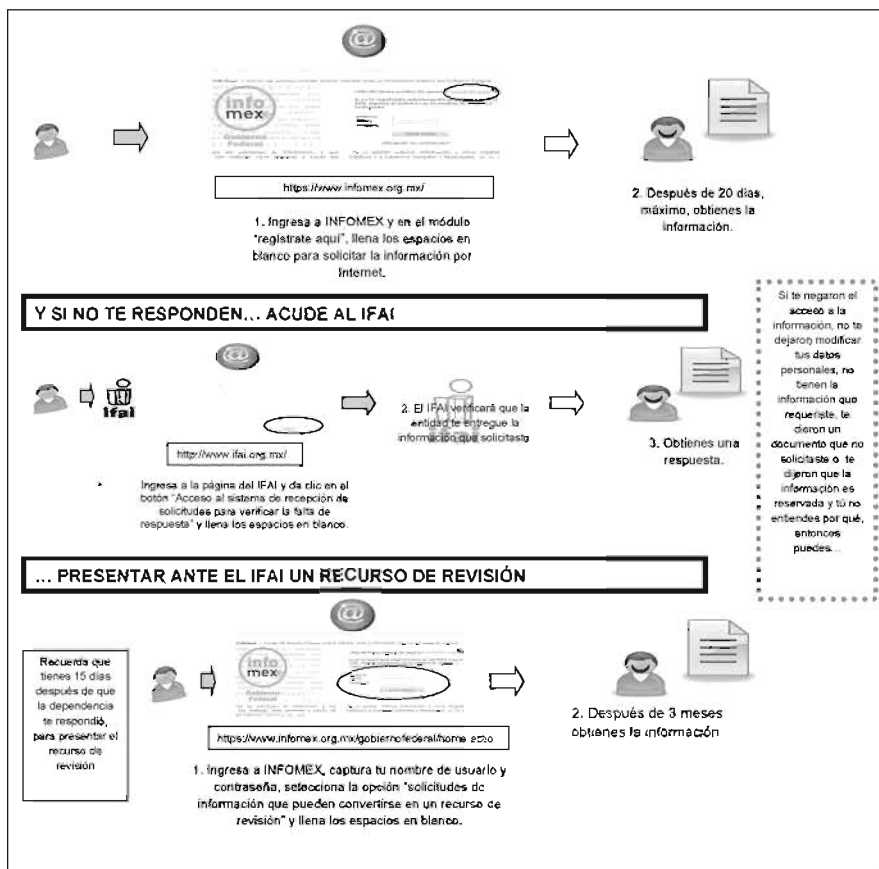 info
mex
Gobierno
Federal
https://www.infomex.org.mx/
1. Ingresa a INFOMEX y en el módulo
"regístrate aquí", llena los espacios en
blanco para solicitar la información por
Internet.
2. Después de 20 días,
máximo, obtienes la
información.
Y SI NO TE RESPONDEN... ACUDE AL IFAI
ifai
http://www.ifai.org.mx/
Ingresa a la página del IFAI y da clic en el
botón "Acceso al sistema de recepción de
solicitudes para verificar la falta de
respuesta" y llena los espacios en blanco.
2. El IFAI verificará que la
entidad te entregue la
información que solicitaste
3. Obtienes una
respuesta.
Si te negaron el
acceso a la
información, no te
dejaron modificar
tus datos
personales, no
tienen la
información que
requeriste, te
dieron un
documento que no
solicitaste o te
dijeron que la
información es
reservada y tú no
entiendes por qué,
entonces
puedes...
... PRESENTAR ANTE EL IFAI UN RECURSO DE REVISIÓN
Recuerda que
tienes 15 días
después de que
la dependencia
te respondió,
para presentar el
recurso de
revisión
info
mex
Gobierno
Federal
https://www.infomex.org.mx/gobiernofederal/home
1. Ingresa a INFOMEX, captura tu nombre de usuario y
contraseña, selecciona la opción "solicitudes de
información que pueden convertirse en un recurso de
revisión" y llena los espacios en blanco.
2. Después de 3 meses
obtienes la información